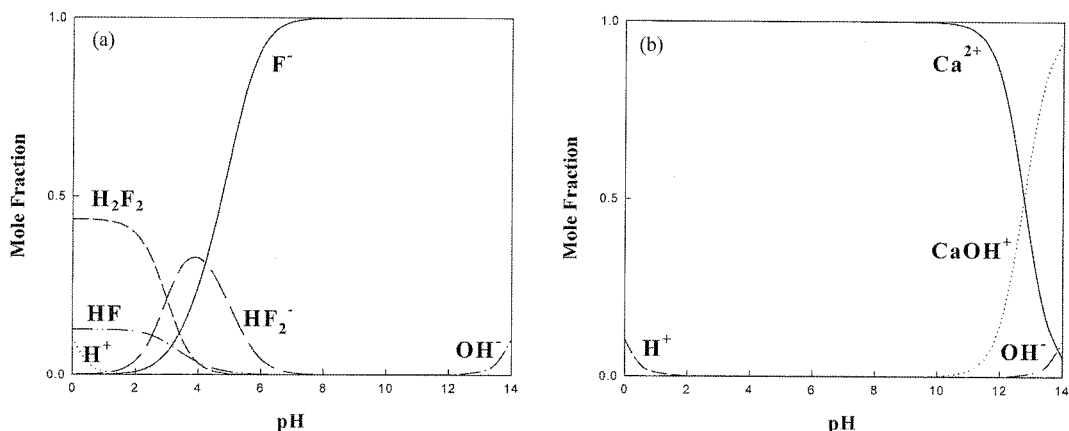 (a)
F⁻
H₂F₂
HF
H⁺
HF₂⁻
OH⁻
Mole Fraction
1.0
0.5
0.0
0 2 4 6 8 10 12 14
pH
(b)
Ca²⁺
CaOH⁺
H⁺
OH⁻
Mole Fraction
1.0
0.5
0.0
0 2 4 6 8 10 12 14
pH